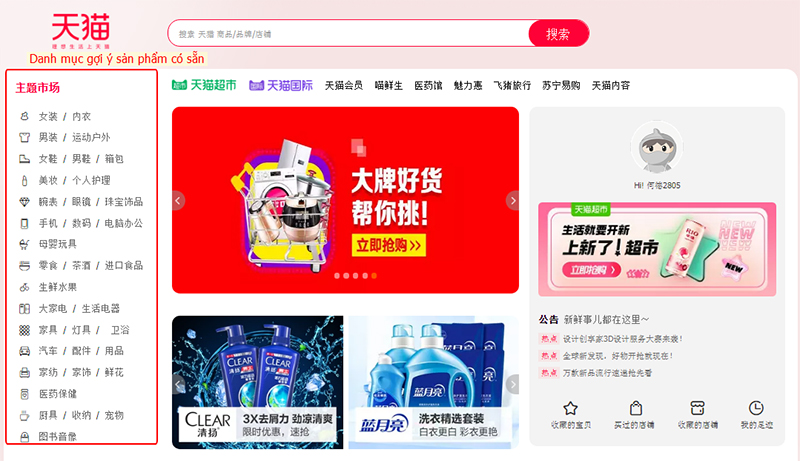 天猫
理想生活上天猫
搜索 天猫 商品/品牌/店铺
搜索
Danh mục gợi ý sản phẩm có sẵn
主题市场
女装 / 内衣
男装 / 运动户外
女鞋 / 男鞋 / 箱包
美妆 / 个人护理
腕表 / 眼镜 / 珠宝饰品
手机 / 数码 / 电脑办公
母婴玩具
零食 / 茶酒 / 进口食品
生鲜水果
大家电 / 生活电器
家具 / 灯具 / 卫浴
汽车 / 配件 / 用品
家纺 / 家饰 / 鲜花
医药保健
厨具 / 收纳 / 宠物
图书音像
天猫超市 天猫国际 天猫会员 喵鲜生 医药馆 魅力惠 飞猪旅行 苏宁易购 天猫内容
大牌好货
帮你挑!
立即抢购 >>
CLEAR
清扬
3X去屑力 劲凉清爽
限时优惠，速抢
蓝月亮
蓝月亮
洗衣精选套装
白衣更白 彩衣更艳
Hi! 何俗2805
天猫超市
生活就要开新
上新了! 超市
立即抢购
RIO
NEW
NEW
公告 新鲜事儿都在这里~
热点 设计创享家3D设计服务大赛来袭!
热点 全球新发现，好物开抢就现在!
热点 万款新品流行速递抢先看
收藏的宝贝 买过的店铺 收藏的店铺 我的足迹